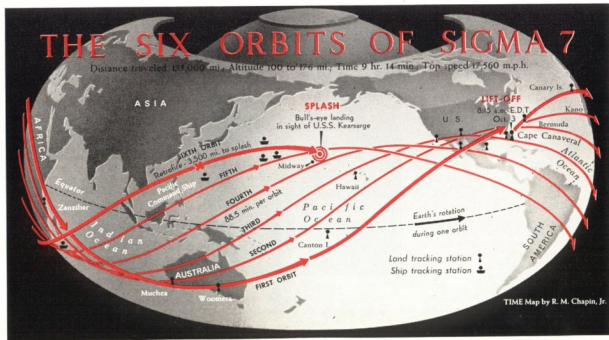 THE SIX ORBITS OF SIGMA 7
Distance traveled 155,000 mi., Altitude 100 to 176 mi., Time 9 hr. 14 min., Top speed 17,560 m.p.h.
ASIA
AFRICA
SPLASH
Bull's-eye landing
in sight of U.S.S. Kearsarge
LIFT-OFF
8:15 a.m. E.D.T.
Oct. 3
Canary Is.
Kano
Bermuda
Cape Canaveral
U S
Atlantic
Ocean
SIXTH ORBIT
Retrofire - 3,500 mi. to splash
Pacific
Command Ship
FIFTH
Midway
FOURTH
88.5 min. per orbit
Hawaii
Equator
Zanzibar
Indian
Ocean
THIRD
Pacific
Ocean
Earth's rotation
during one orbit
SECOND
Canton I.
SOUTH
AMERICA
AUSTRALIA
FIRST ORBIT
Muchea
Woomera
Land tracking station
Ship tracking station
TIME Map by R. M. Chapin, Jr.